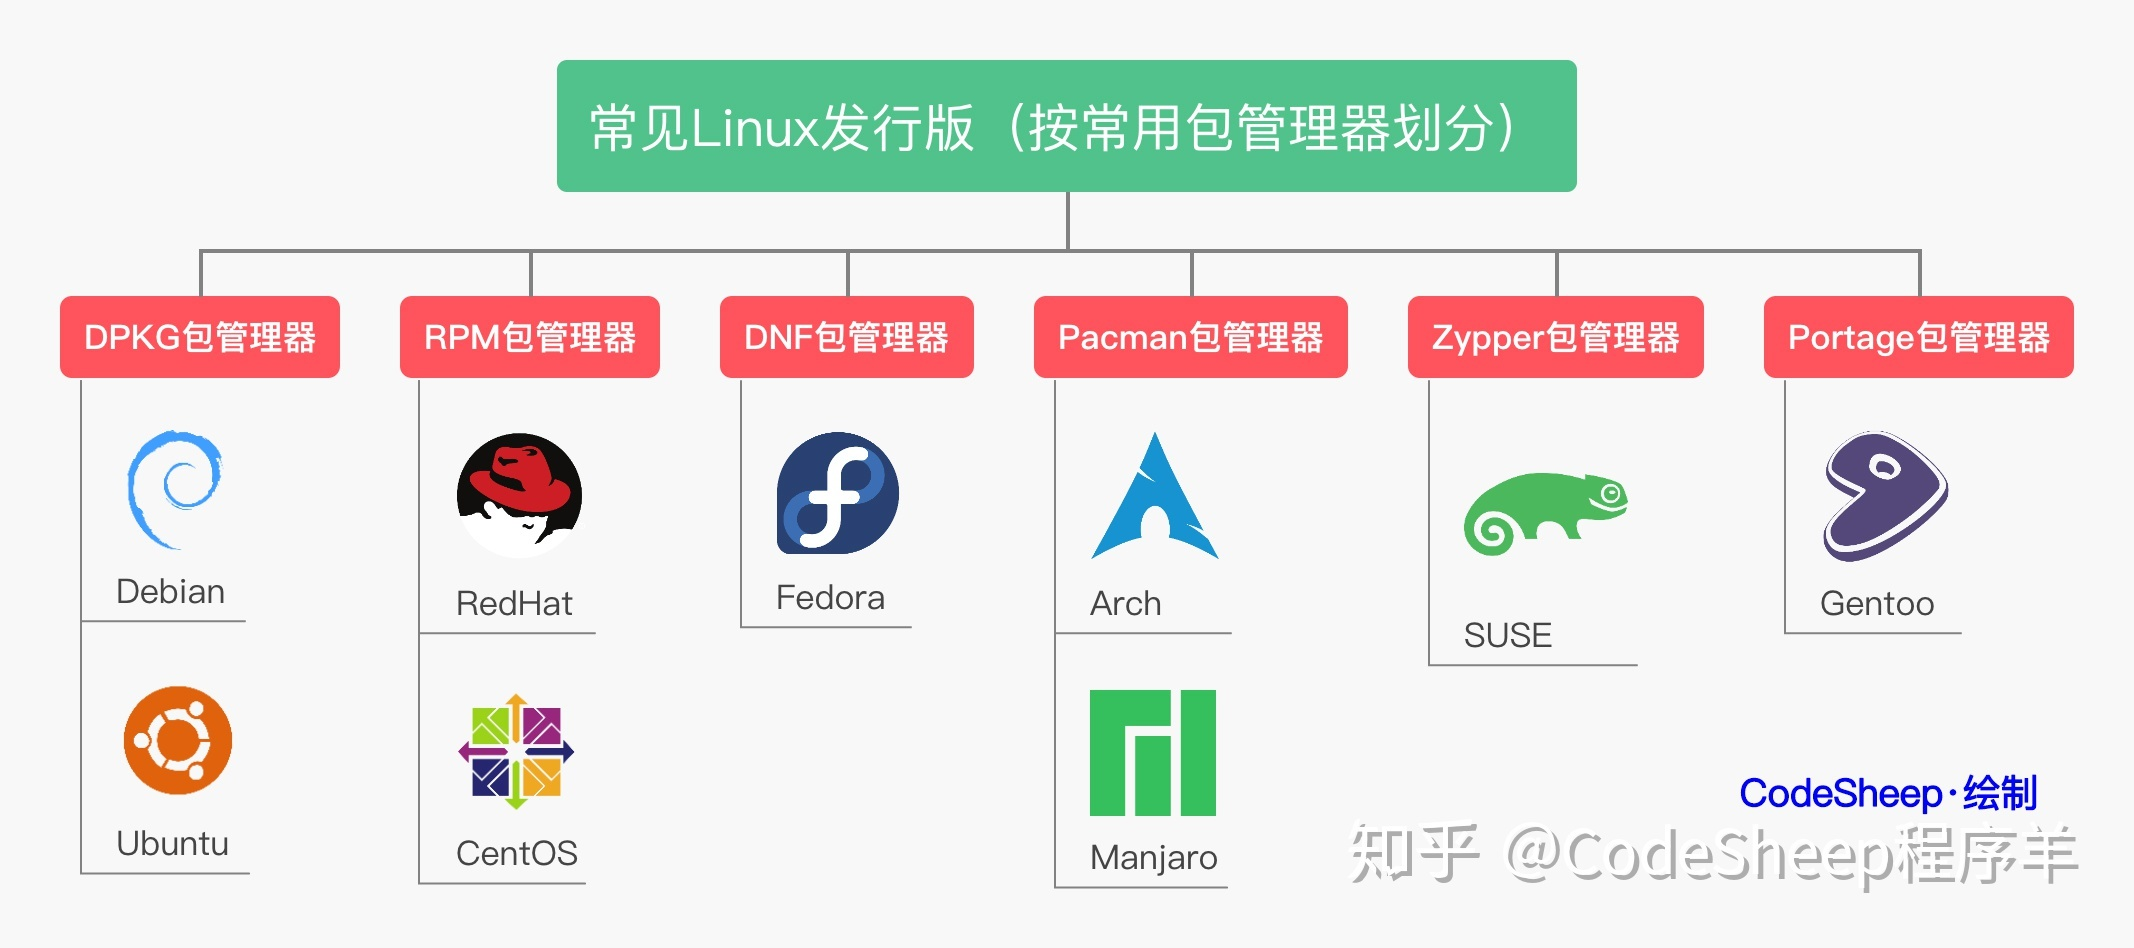 常见Linux发行版（按常用包管理器划分）
DPKG包管理器
RPM包管理器
DNF包管理器
Pacman包管理器
Zypper包管理器
Portage包管理器
Debian
RedHat
Fedora
Arch
SUSE
Gentoo
Ubuntu
CentOS
Manjaro
CodeSheep·绘制
知乎 @CodeSheep程序羊